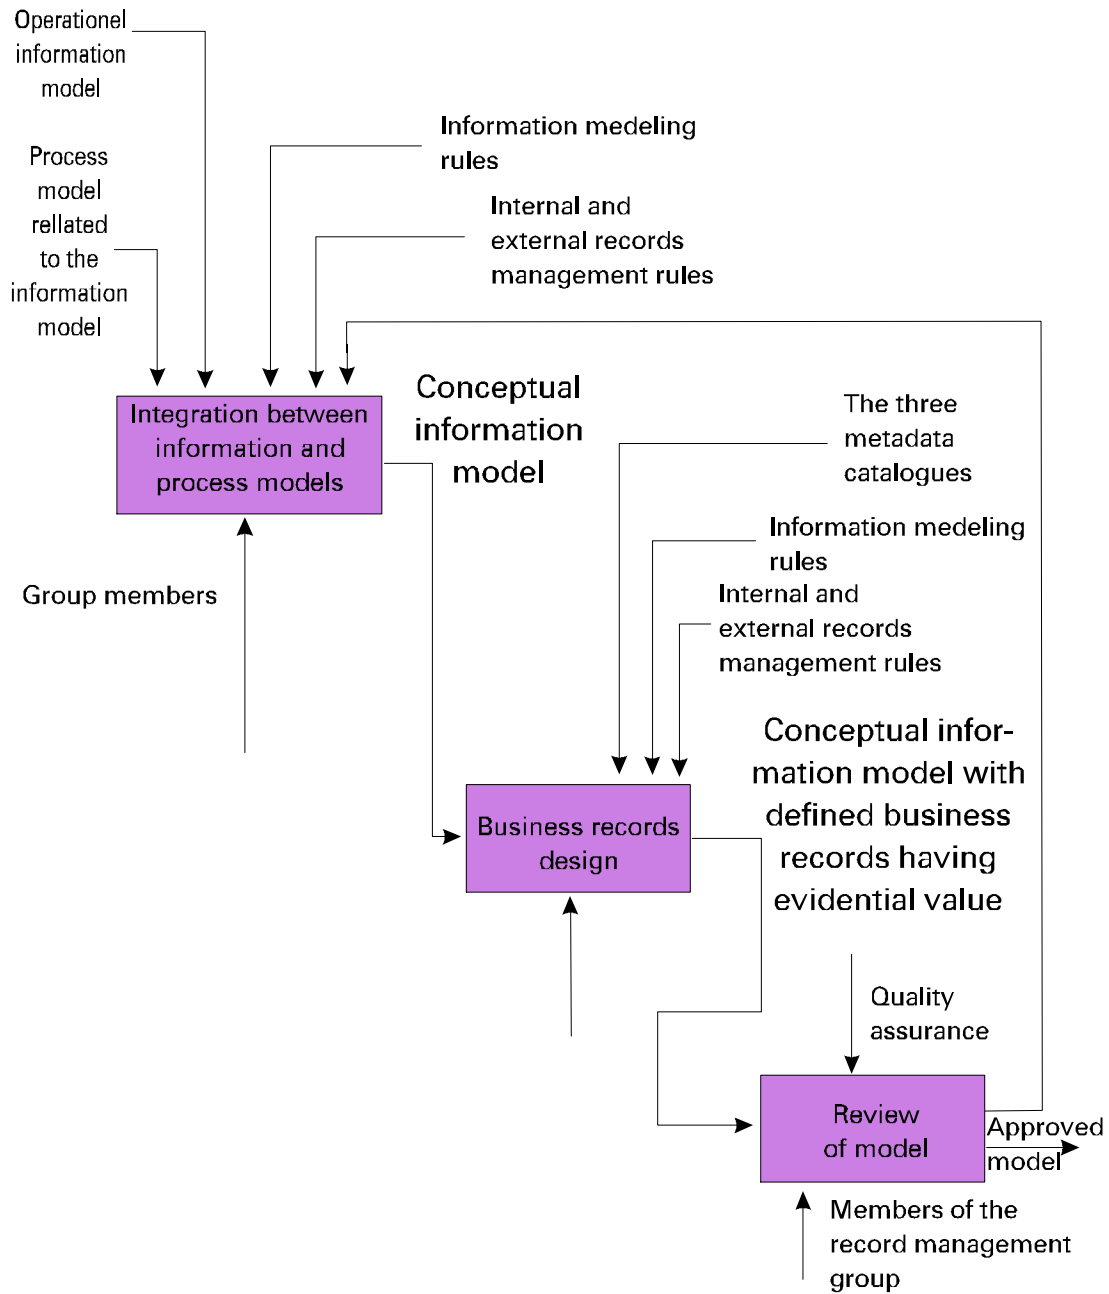 Operationel
information
model
Process
model
rellated
to the
information
model
Information medeling
rules
Internal and
external records
management rules
Integration between
information and
process models
Conceptual
information
model
Group members
The three
metadata
catalogues
Information medeling
rules
Internal and
external records
management rules
Business records
design
Conceptual infor-
mation model with
defined business
records having
evidential value
Quality
assurance
Review
of model
Approved
model
Members of the
record management
group